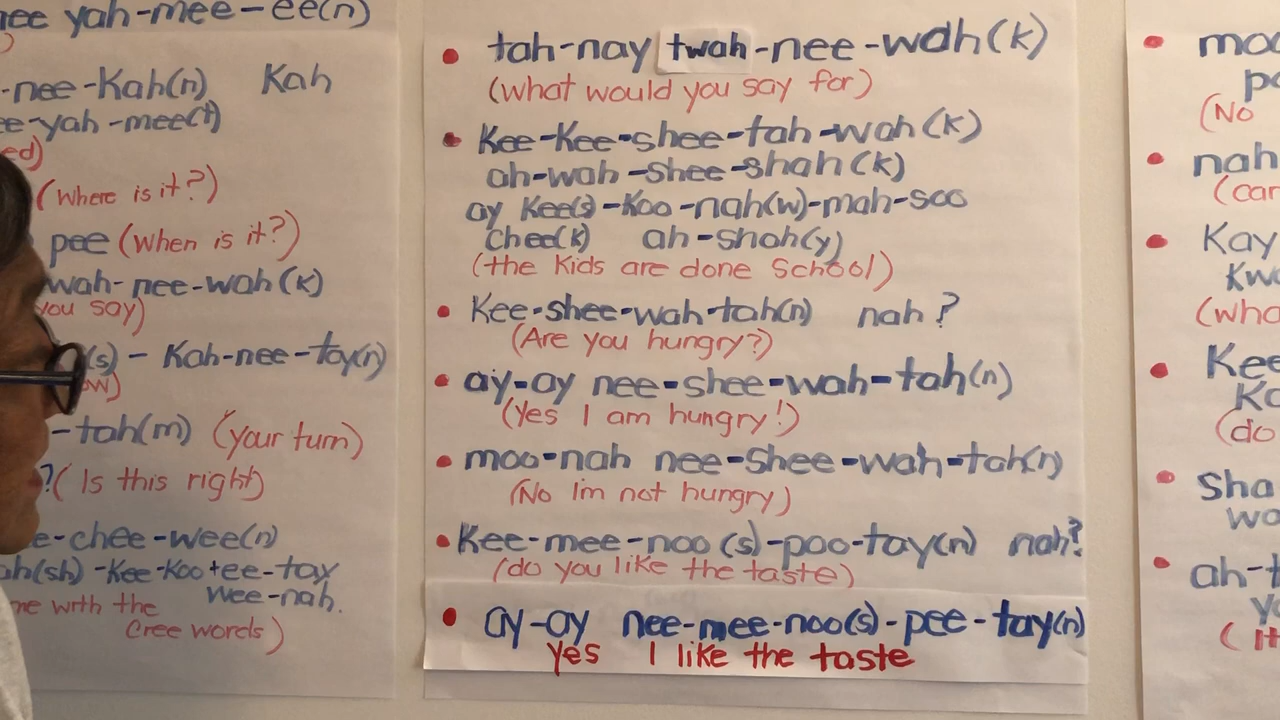 nee yah-mee-ee(n)
-nee-Kah(n) Kah
ee-yah-mee(t)
ed)
(where is it?)
pee (when is it?)
wah-nee-wah(k)
you say)
(s) - Kah-nee-tay(n)
ow)
-tah(m) (your turn)
?( Is this right)
e-chee-wee(n)
ah(sh)-Kee-Koo-tee-tay
wee-nah.
me with the
Cree words)
• tah-nay twah-nee-wah(k)
(what would you say for)
• Kee-Kee-shee-tah-wah(k)
ah-wah-shee-shah(k)
ay Kee(s)-Koo-nah(w)-mah-soo
chee(k) ah-shah(y)
(the Kids are done School)
• Kee-shee-wah-tah(n) nah?
(Are you hungry?)
• ay-ay nee-shee-wah-tah(n)
(Yes I am hungry!)
• moo-nah nee-shee-wah-tah(n)
(No im not hungry)
• Kee-mee-noo(s)-poo-tay(n) nah?
(do you like the taste)
• ay-ay nee-mee-noo(s)-pee-tay(n)
yes I like the taste
• moo
(No
• nah
(car
• Kay
Kwa
(wha
• Kee
Ka
(do
• Sha
wa
• ah-t
(It